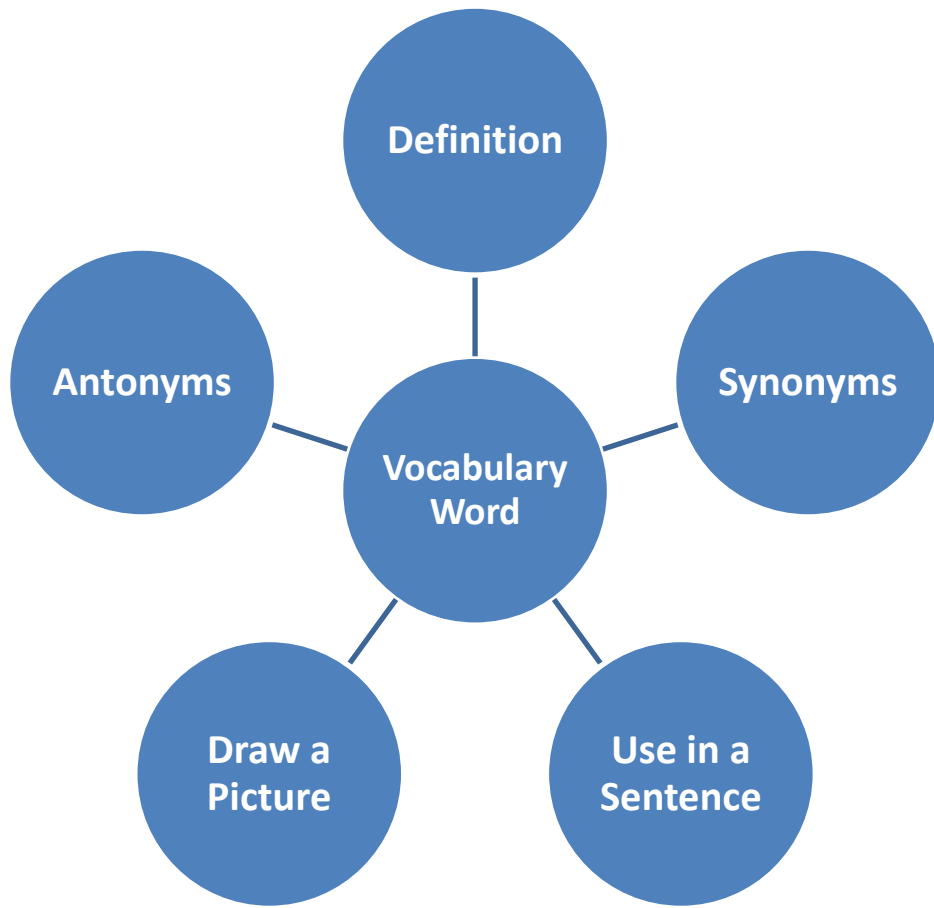 Definition
Antonyms
Synonyms
Vocabulary
Word
Draw a
Picture
Use in a
Sentence